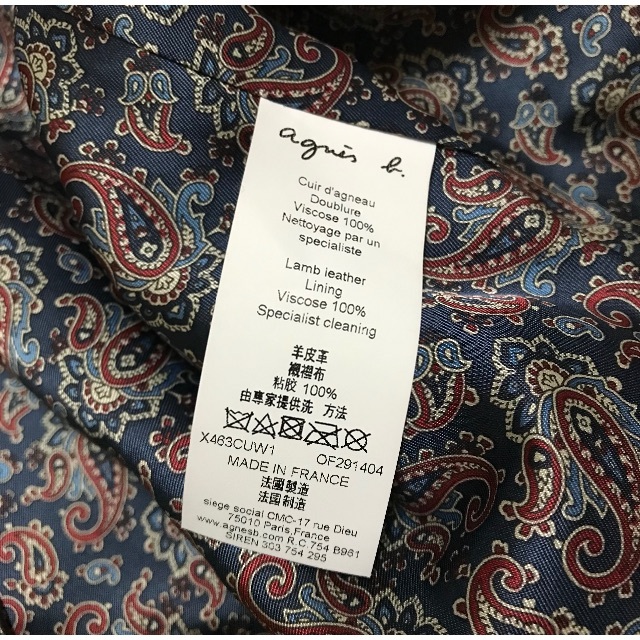 agnès b.
Cuir d'agneau
Doublure
Viscose 100%
Nettoyage par un
specialiste
Lamb leather
Lining
Viscose 100%
Specialist cleaning
羊皮革
襯裡布
粘胶 100%
由專家提供洗 方法
X463CUW1 OF291404
MADE IN FRANCE
法國製造
法国制造
siege social CMC-17 rue Dieu
75010 Paris,France
www.agnesb.com R.C 754 B961
SIREN 303 754 295